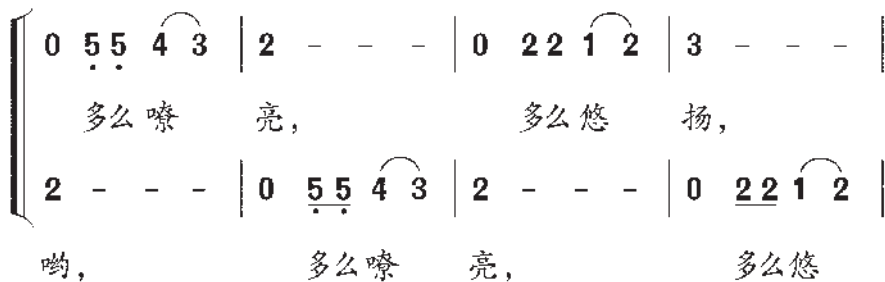 0 5 5 4 3 | 2 - - - | 0 2 2 1 2 | 3 - - - |
多么 嘹 亮， 多么 悠 扬，
2 - - - | 0 5 5 4 3 | 2 - - - | 0 2 2 1 2 |
哟， 多么 嘹 亮， 多么 悠